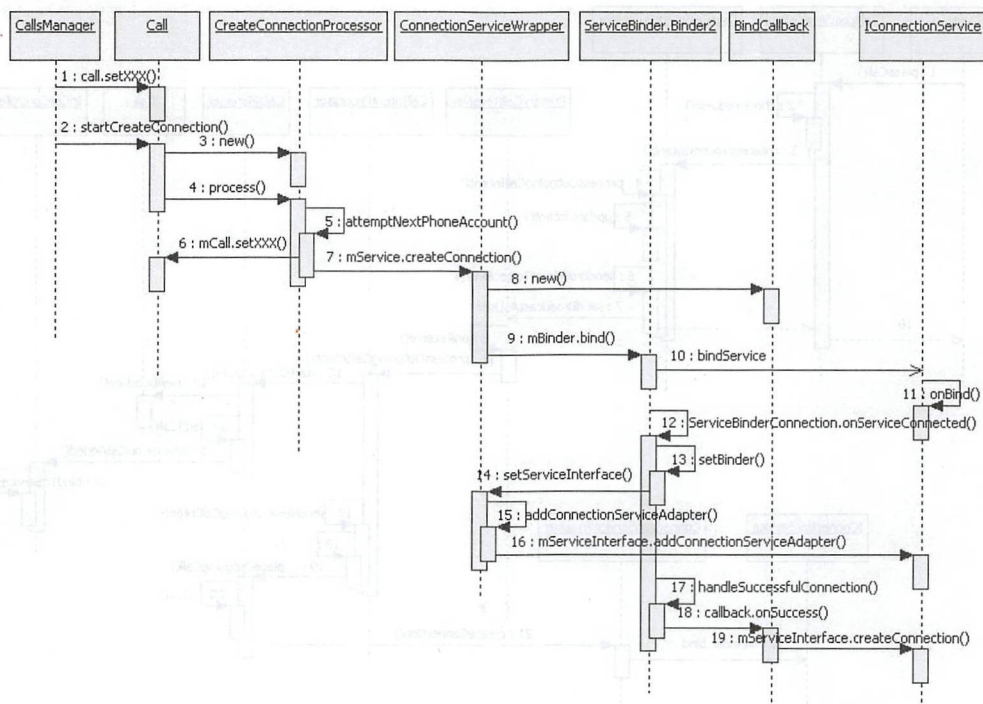 CallsManager
Call
CreateConnectionProcessor
ConnectionServiceWrapper
ServiceBinder.Binder2
BindCallback
IConnectionService
1 : call.setXXX()
2 : startCreateConnection()
3 : new()
4 : process()
5 : attemptNextPhoneAccount()
6 : mCall.setXXX()
7 : mService.createConnection()
8 : new()
9 : mBinder.bind()
10 : bindService
11 : onBind()
12 : ServiceBinderConnection.onServiceConnected()
13 : setBinder()
14 : setServiceInterface()
15 : addConnectionServiceAdapter()
16 : mServiceInterface.addConnectionServiceAdapter()
17 : handleSuccessfulConnection()
18 : callback.onSuccess()
19 : mServiceInterface.createConnection()